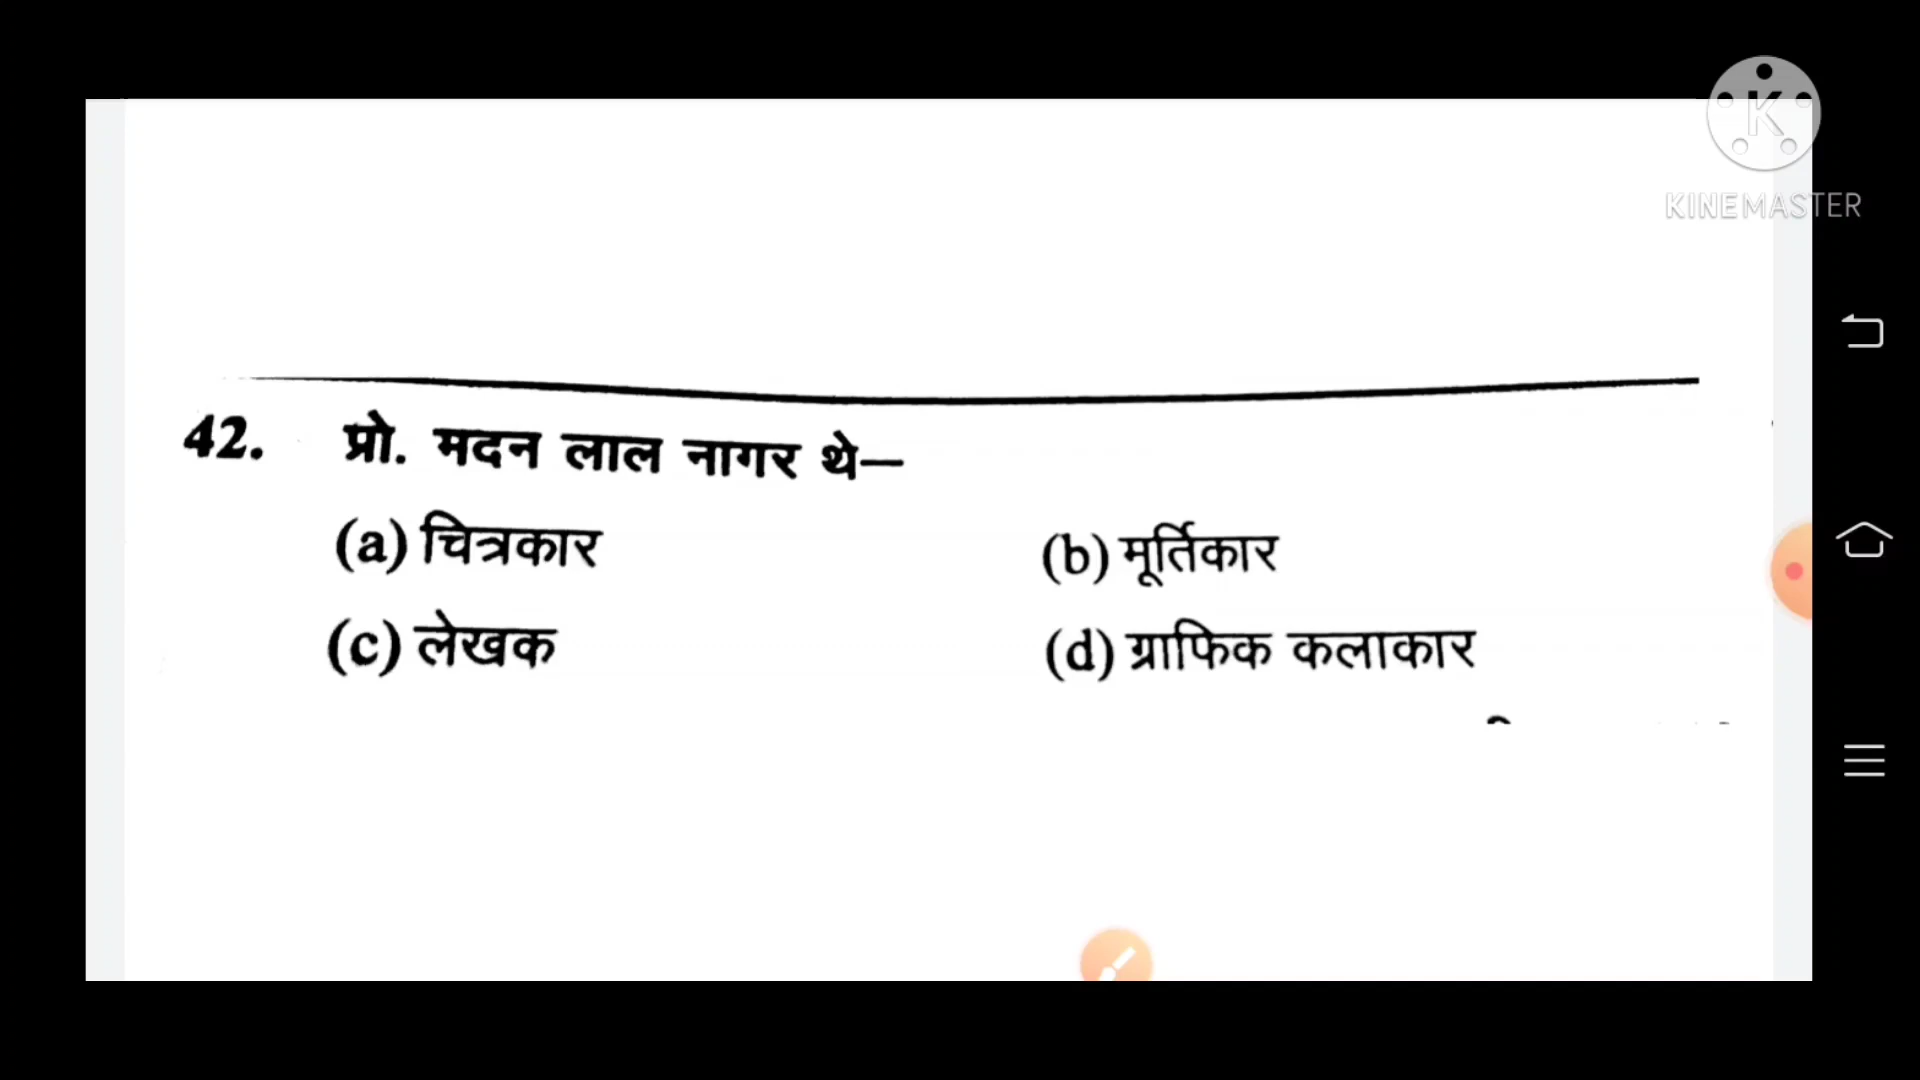 KINEMASTER
42. प्रो. मदन लाल नागर थे—
(a) चित्रकार (b) मूर्तिकार
(c) लेखक (d) ग्राफिक कलाकार